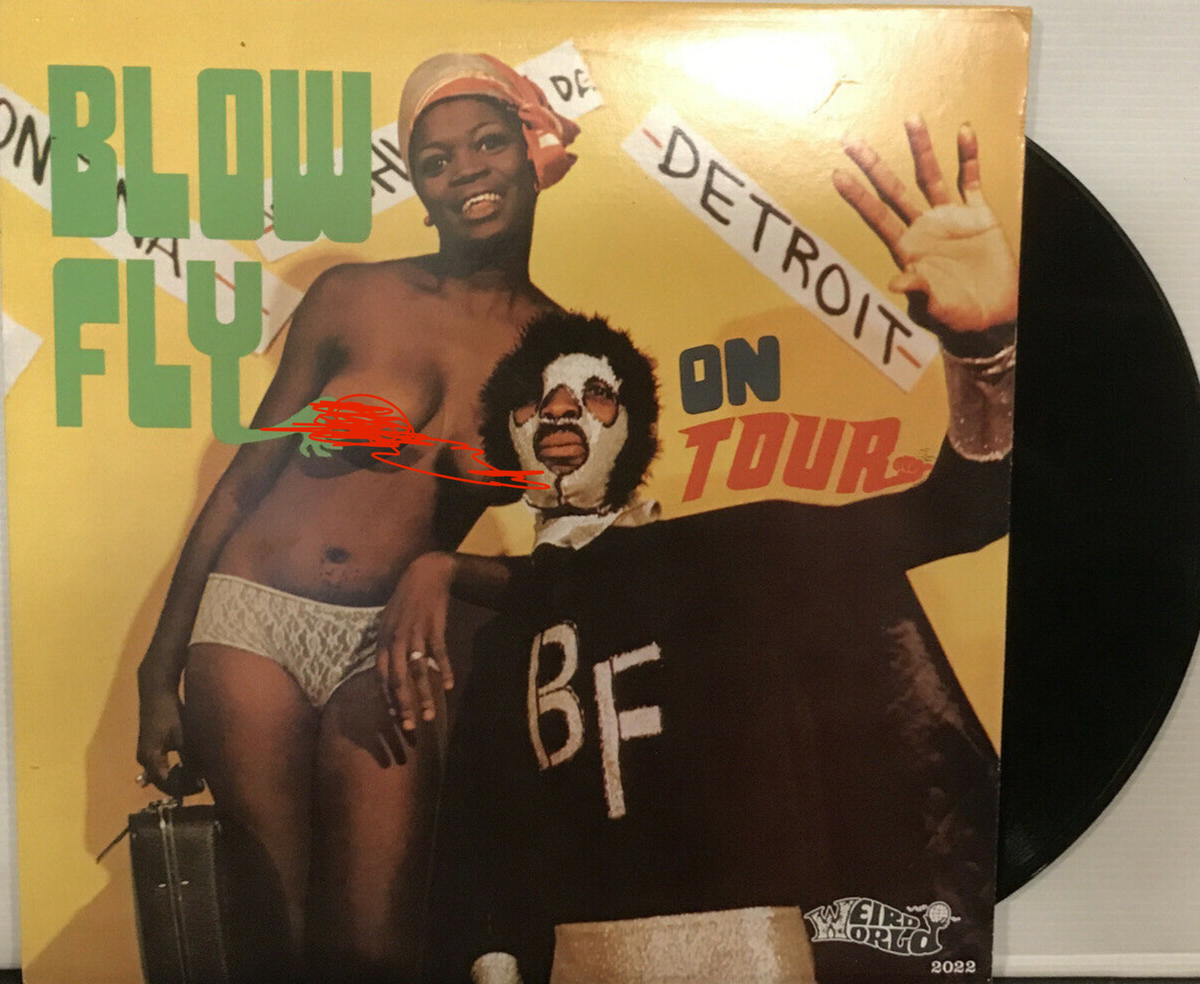 BLOW
FLY
DETROIT
ON
TOUR
BF
WEIRD
WORLD
2022